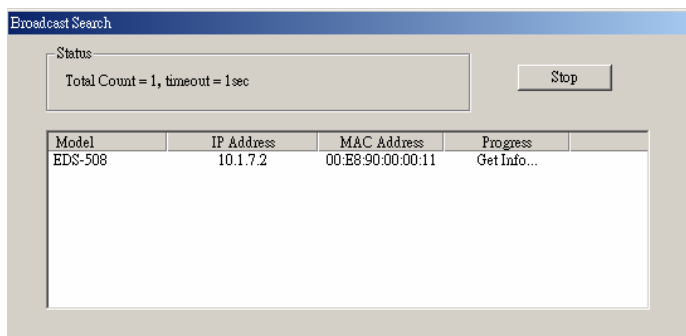 Broadcast Search
Status
Total Count = 1, timeout = 1sec
Stop
Model IP Address MAC Address Progress
EDS-508 10.1.7.2 00:E8:90:00:00:11 Get Info...